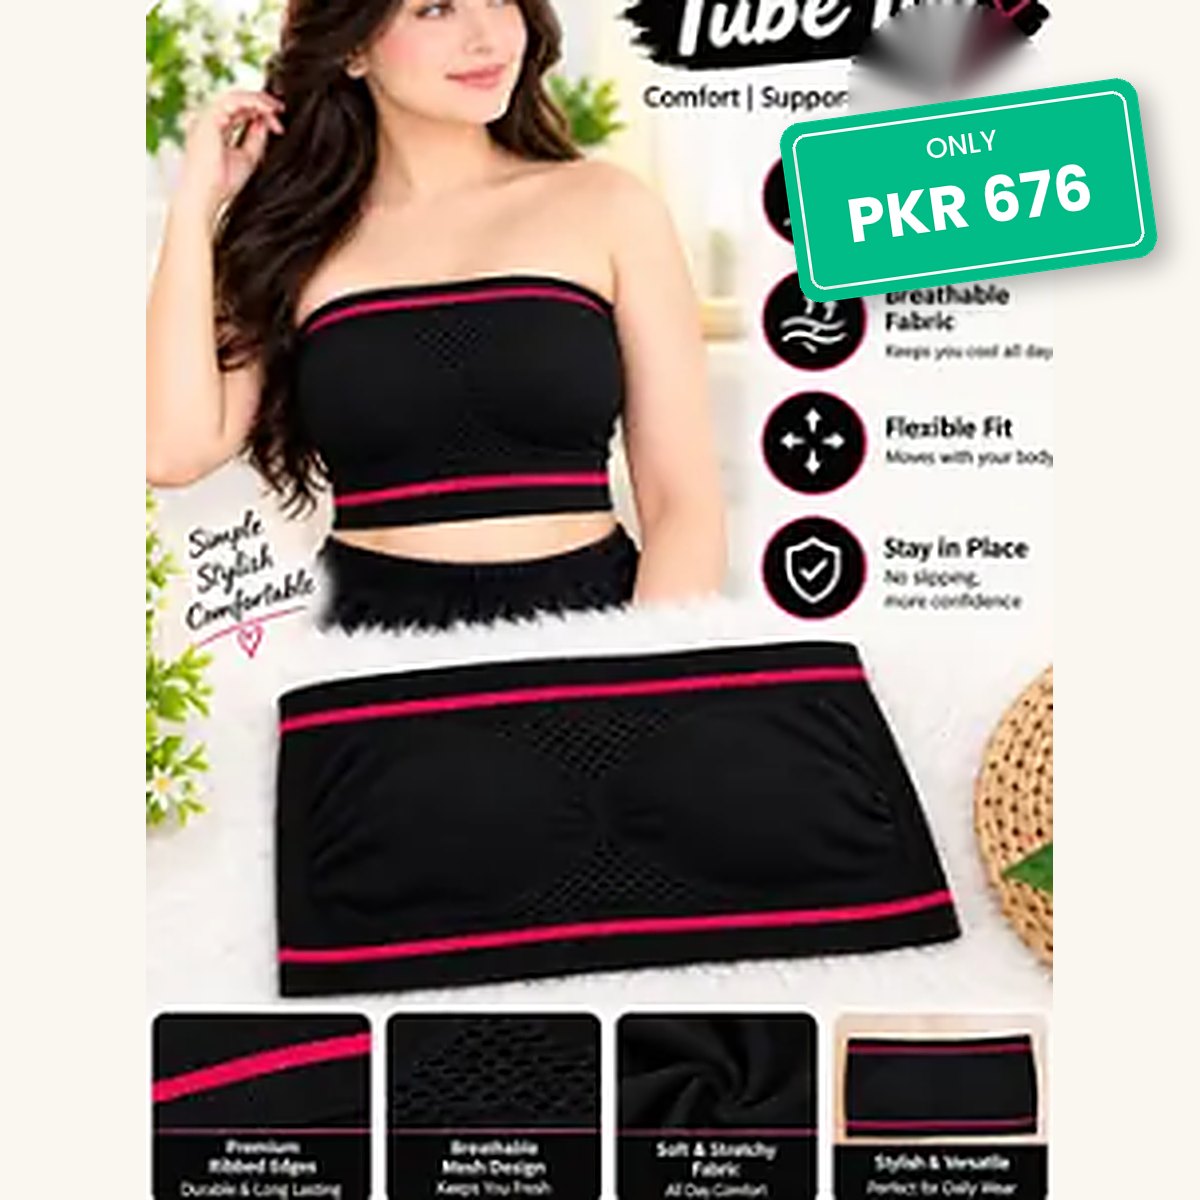 Tube
Comfort | Suppor
ONLY
PKR 676
Breathable
Fabric
Keeps you cool all day
Flexible Fit
Moves with your body
Stay in Place
No slipping,
more confidence
Simple
Stylish
Comfortable
Premium
Ribbed Edges
Durable & Long Lasting
Breathable
Mesh Design
Keeps You Fresh
Soft & Stretchy
Fabric
All Day Comfort
Stylish & Versatile
Perfect for Daily Wear